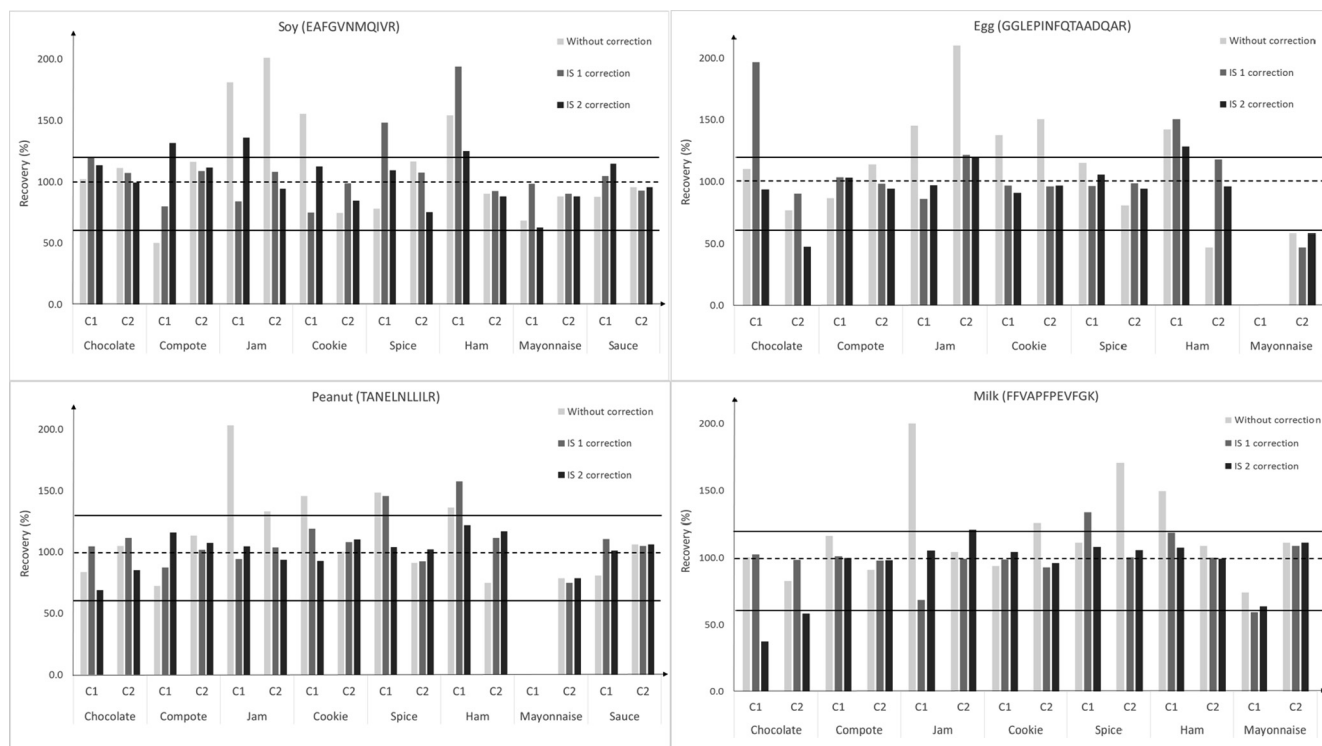 Soy (EAFGVNMQIVR)
Without correction
IS 1 correction
IS 2 correction
Recovery (%)
200.0
150.0
100.0
50.0
0.0
C1 C2 C1 C2 C1 C2 C1 C2 C1 C2 C1 C2 C1 C2 C1 C2
Chocolate Compote Jam Cookie Spice Ham Mayonnaise Sauce
Egg (GGLEPINFQTAADQAR)
Without correction
IS 1 correction
IS 2 correction
Recovery (%)
200.0
150.0
100.0
50.0
0.0
C1 C2 C1 C2 C1 C2 C1 C2 C1 C2 C1 C2 C1 C2
Chocolate Compote Jam Cookie Spice Ham Mayonnaise
Peanut (TANELNLLILR)
Without correction
IS 1 correction
IS 2 correction
Recovery (%)
200.0
150.0
100.0
50.0
0.0
C1 C2 C1 C2 C1 C2 C1 C2 C1 C2 C1 C2 C1 C2 C1 C2
Chocolate Compote Jam Cookie Spice Ham Mayonnaise Sauce
Milk (FFVAPFPEVFGK)
Without correction
IS 1 correction
IS 2 correction
Recovery (%)
200.0
150.0
100.0
50.0
0.0
C1 C2 C1 C2 C1 C2 C1 C2 C1 C2 C1 C2 C1 C2
Chocolate Compote Jam Cookie Spice Ham Mayonnaise